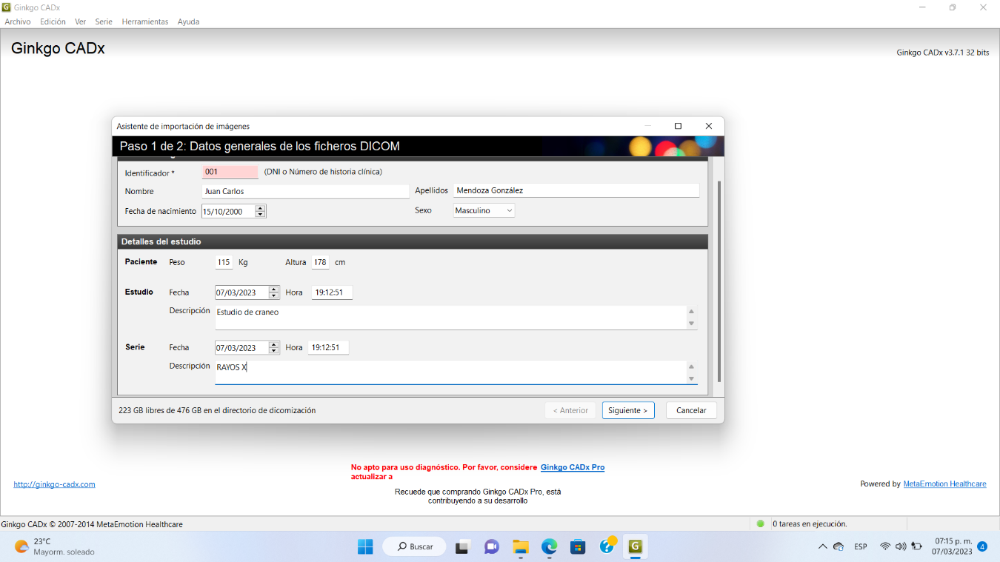 Ginkgo CADx
Archivo Edición Ver Serie Herramientas Ayuda
Ginkgo CADx
Ginkgo CADx v3.7.1 32 bits
Asistente de importación de imágenes
Paso 1 de 2: Datos generales de los ficheros DICOM
Identificador * 001 (DNI o Número de historia clínica)
Nombre Juan Carlos Apellidos Mendoza González
Fecha de nacimiento 15/10/2000 Sexo Masculino
Detalles del estudio
Paciente Peso 115 Kg Altura 178 cm
Estudio Fecha 07/03/2023 Hora 19:12:51
Descripción Estudio de craneo
Serie Fecha 07/03/2023 Hora 19:12:51
Descripción RAYOS X
223 GB libres de 476 GB en el directorio de dicomización < Anterior Siguiente > Cancelar
No apto para uso diagnóstico. Por favor, considere Ginkgo CADx Pro
actualizar a
http://ginkgo-cadx.com
Powered by MetaEmotion Healthcare
Recuede que comprando Ginkgo CADx Pro, está
contribuyendo a su desarrollo
Ginkgo CADx © 2007-2014 MetaEmotion Healthcare 0 tareas en ejecución.
23°C
Mayorm. soleado
Buscar
ESP
07:15 p. m.
07/03/2023
4